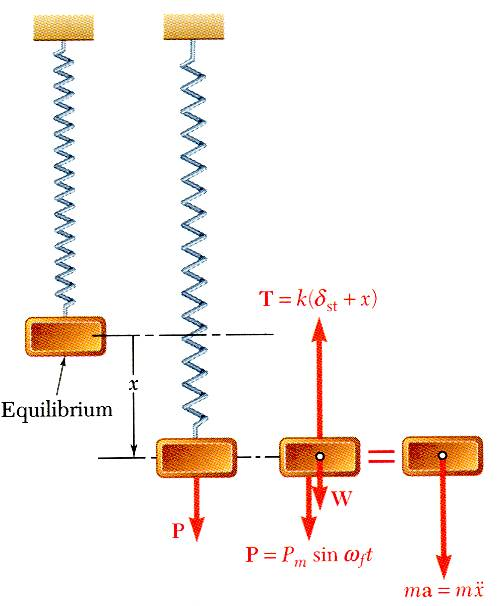 T = k(δst + x)
x
Equilibrium
W
P
P = Pm sin ωft
ma = mẍ